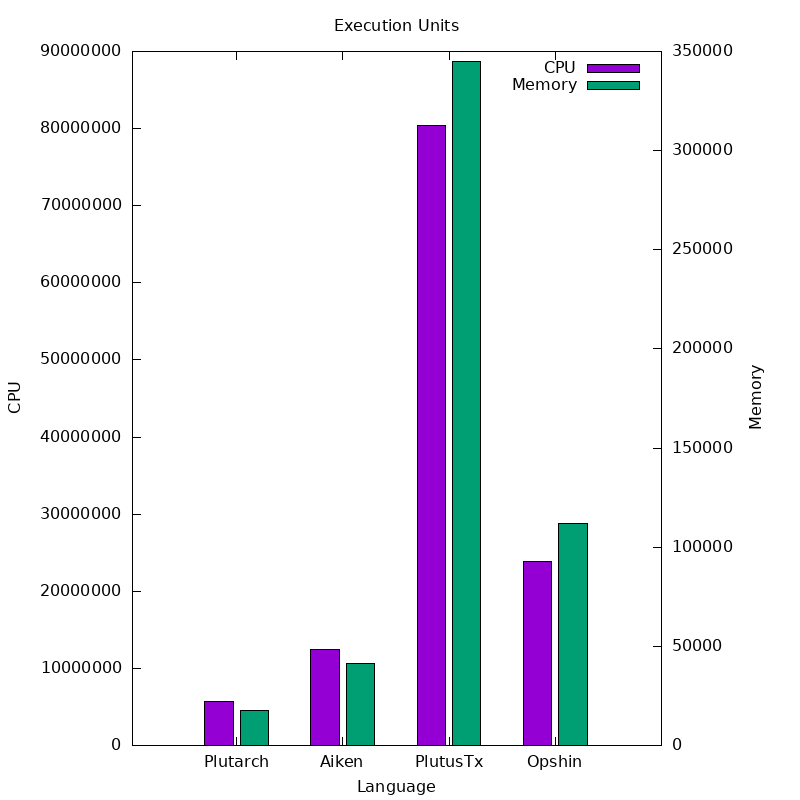 Execution Units
CPU
Memory
90000000
80000000
70000000
60000000
50000000
40000000
30000000
20000000
10000000
0
350000
300000
250000
200000
150000
100000
50000
0
CPU
Memory
Plutarch
Aiken
PlutusTx
Opshin
Language